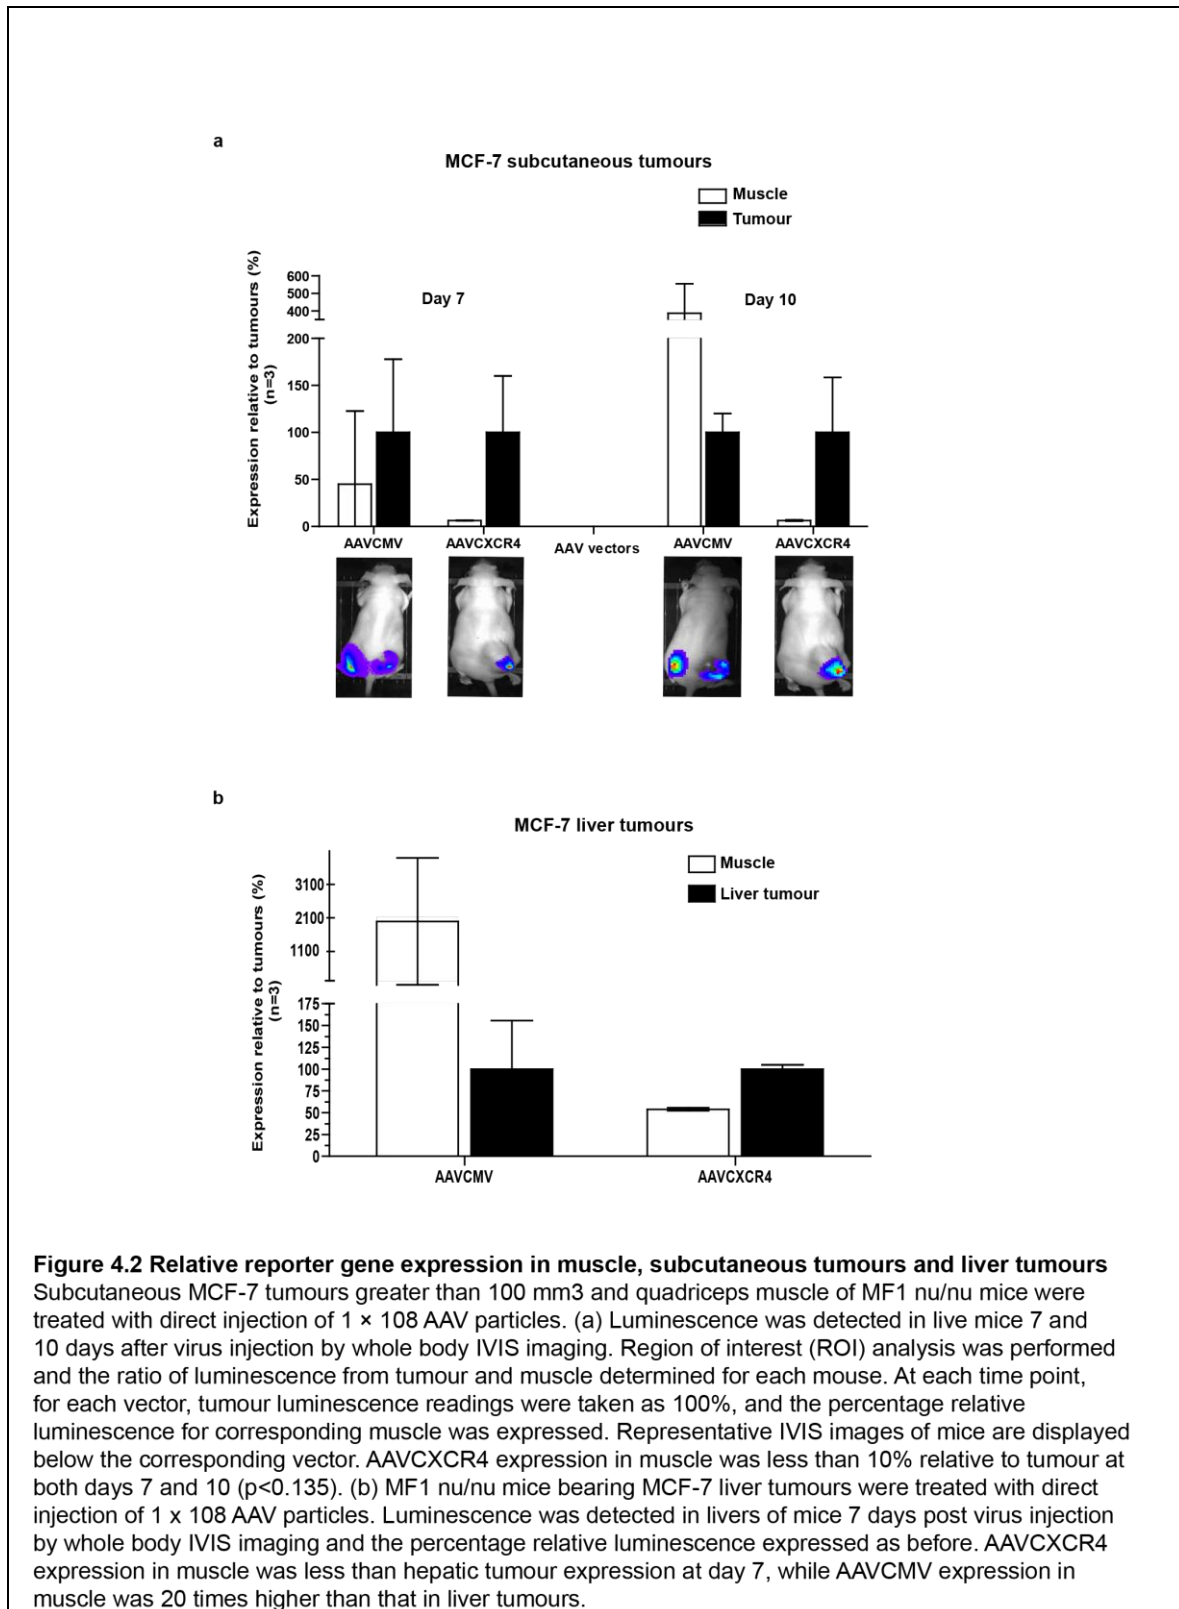 a
MCF-7 subcutaneous tumours
Muscle
Tumour
Expression relative to tumours (%)
(n=3)
600
500
400
200
150
100
50
0
Day 7
Day 10
AAVCMV
AAVCXCR4
AAV vectors
AAVCMV
AAVCXCR4
b
MCF-7 liver tumours
Muscle
Liver tumour
Expression relative to tumours (%)
(n=3)
3100
2100
1100
175
150
125
100
75
50
25
0
AAVCMV
AAVCXCR4
Figure 4.2 Relative reporter gene expression in muscle, subcutaneous tumours and liver tumours
Subcutaneous MCF-7 tumours greater than 100 mm3 and quadriceps muscle of MF1 nu/nu mice were
treated with direct injection of 1 × 108 AAV particles. (a) Luminescence was detected in live mice 7 and
10 days after virus injection by whole body IVIS imaging. Region of interest (ROI) analysis was performed
and the ratio of luminescence from tumour and muscle determined for each mouse. At each time point,
for each vector, tumour luminescence readings were taken as 100%, and the percentage relative
luminescence for corresponding muscle was expressed. Representative IVIS images of mice are displayed
below the corresponding vector. AAVCXCR4 expression in muscle was less than 10% relative to tumour at
both days 7 and 10 (p<0.135). (b) MF1 nu/nu mice bearing MCF-7 liver tumours were treated with direct
injection of 1 x 108 AAV particles. Luminescence was detected in livers of mice 7 days post virus injection
by whole body IVIS imaging and the percentage relative luminescence expressed as before. AAVCXCR4
expression in muscle was less than hepatic tumour expression at day 7, while AAVCMV expression in
muscle was 20 times higher than that in liver tumours.